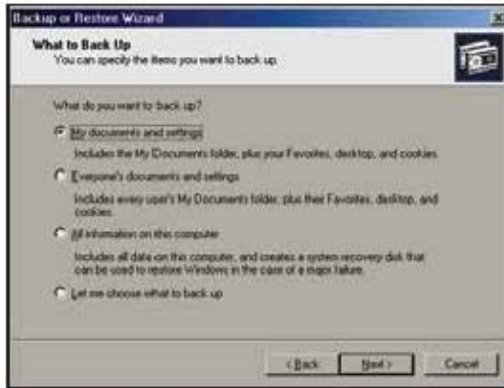 Backup or Restore Wizard
What to Back Up
You can specify the items you want to back up.
What do you want to back up?
My documents and settings
Includes the My Documents folder, plus your Favorites, desktop, and cookies.
Everyone's documents and settings
Includes every user's My Documents folder, plus their Favorites, desktop, and
cookies.
All information on this computer
Includes all data on this computer, and creates a system recovery disk that
can be used to restore Windows in the case of a major failure.
Let me choose what to back up
< Back
Next >
Cancel